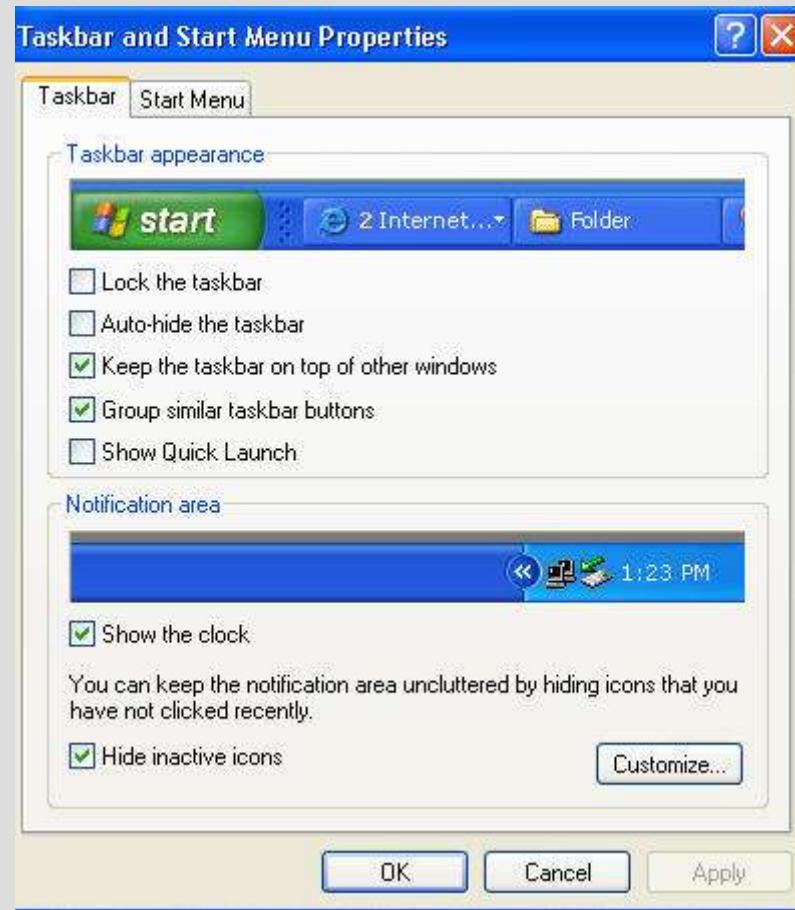 Taskbar and Start Menu Properties
Taskbar
Start Menu
Taskbar appearance
start
2 Internet...
Folder
Lock the taskbar
Auto-hide the taskbar
Keep the taskbar on top of other windows
Group similar taskbar buttons
Show Quick Launch
Notification area
1:23 PM
Show the clock
You can keep the notification area uncluttered by hiding icons that you
have not clicked recently.
Hide inactive icons
Customize...
OK
Cancel
Apply